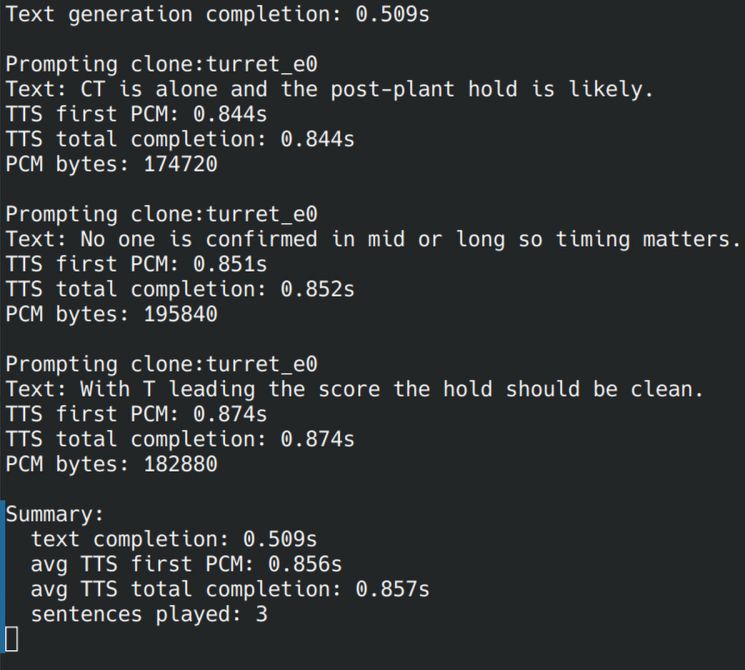 Text generation completion: 0.509s
Prompting clone:turret_e0
Text: CT is alone and the post-plant hold is likely.
TTS first PCM: 0.844s
TTS total completion: 0.844s
PCM bytes: 174720
Prompting clone:turret_e0
Text: No one is confirmed in mid or long so timing matters.
TTS first PCM: 0.851s
TTS total completion: 0.852s
PCM bytes: 195840
Prompting clone:turret_e0
Text: With T leading the score the hold should be clean.
TTS first PCM: 0.874s
TTS total completion: 0.874s
PCM bytes: 182880
Summary:
  text completion: 0.509s
  avg TTS first PCM: 0.856s
  avg TTS total completion: 0.857s
  sentences played: 3